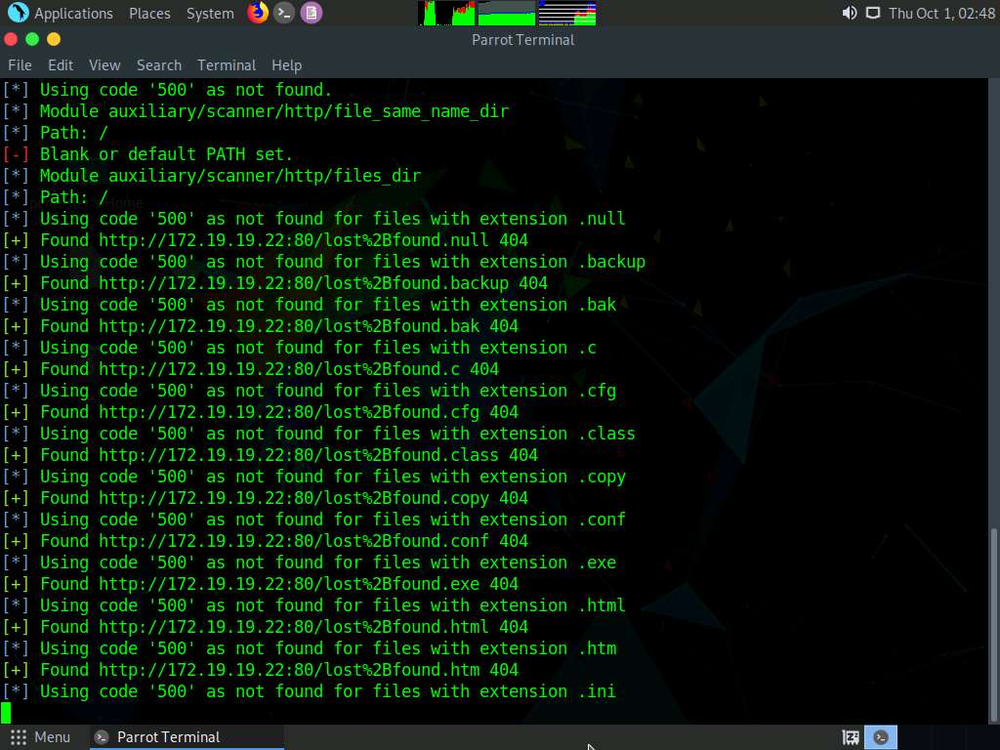 Applications Places System Thu Oct 1, 02:48
Parrot Terminal
File Edit View Search Terminal Help
[*] Using code '500' as not found.
[*] Module auxiliary/scanner/http/file_same_name_dir
[*] Path: /
[-] Blank or default PATH set.
[*] Module auxiliary/scanner/http/files_dir
[*] Path: /
[*] Using code '500' as not found for files with extension .null
[+] Found http://172.19.19.22:80/lost%2Bfound.null 404
[*] Using code '500' as not found for files with extension .backup
[+] Found http://172.19.19.22:80/lost%2Bfound.backup 404
[*] Using code '500' as not found for files with extension .bak
[+] Found http://172.19.19.22:80/lost%2Bfound.bak 404
[*] Using code '500' as not found for files with extension .c
[+] Found http://172.19.19.22:80/lost%2Bfound.c 404
[*] Using code '500' as not found for files with extension .cfg
[+] Found http://172.19.19.22:80/lost%2Bfound.cfg 404
[*] Using code '500' as not found for files with extension .class
[+] Found http://172.19.19.22:80/lost%2Bfound.class 404
[*] Using code '500' as not found for files with extension .copy
[+] Found http://172.19.19.22:80/lost%2Bfound.copy 404
[*] Using code '500' as not found for files with extension .conf
[+] Found http://172.19.19.22:80/lost%2Bfound.conf 404
[*] Using code '500' as not found for files with extension .exe
[+] Found http://172.19.19.22:80/lost%2Bfound.exe 404
[*] Using code '500' as not found for files with extension .html
[+] Found http://172.19.19.22:80/lost%2Bfound.html 404
[*] Using code '500' as not found for files with extension .htm
[+] Found http://172.19.19.22:80/lost%2Bfound.htm 404
[*] Using code '500' as not found for files with extension .ini
Menu Parrot Terminal